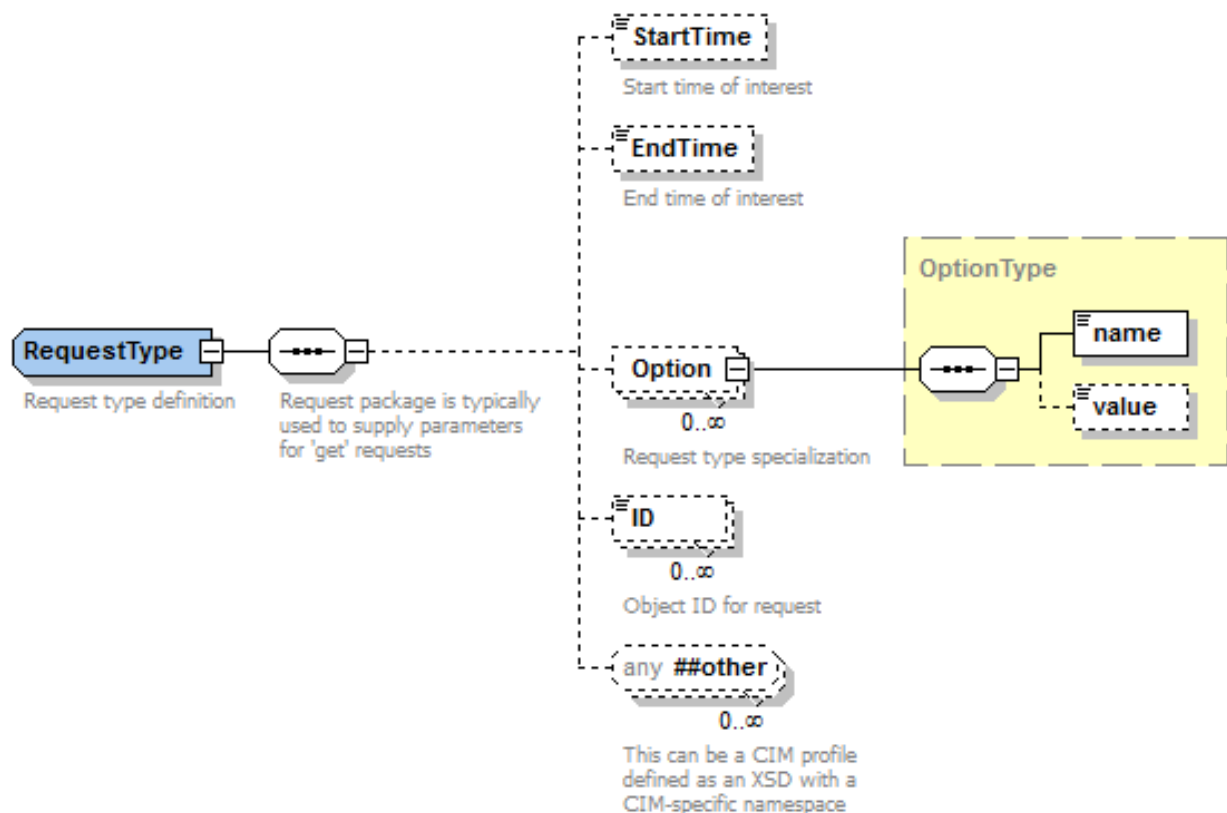 StartTime
Start time of interest
EndTime
End time of interest
OptionType
RequestType
Request type definition
Request package is typically
used to supply parameters
for 'get' requests
Option
0..∞
Request type specialization
name
value
ID
0..∞
Object ID for request
any ##other
0..∞
This can be a CIM profile
defined as an XSD with a
CIM-specific namespace